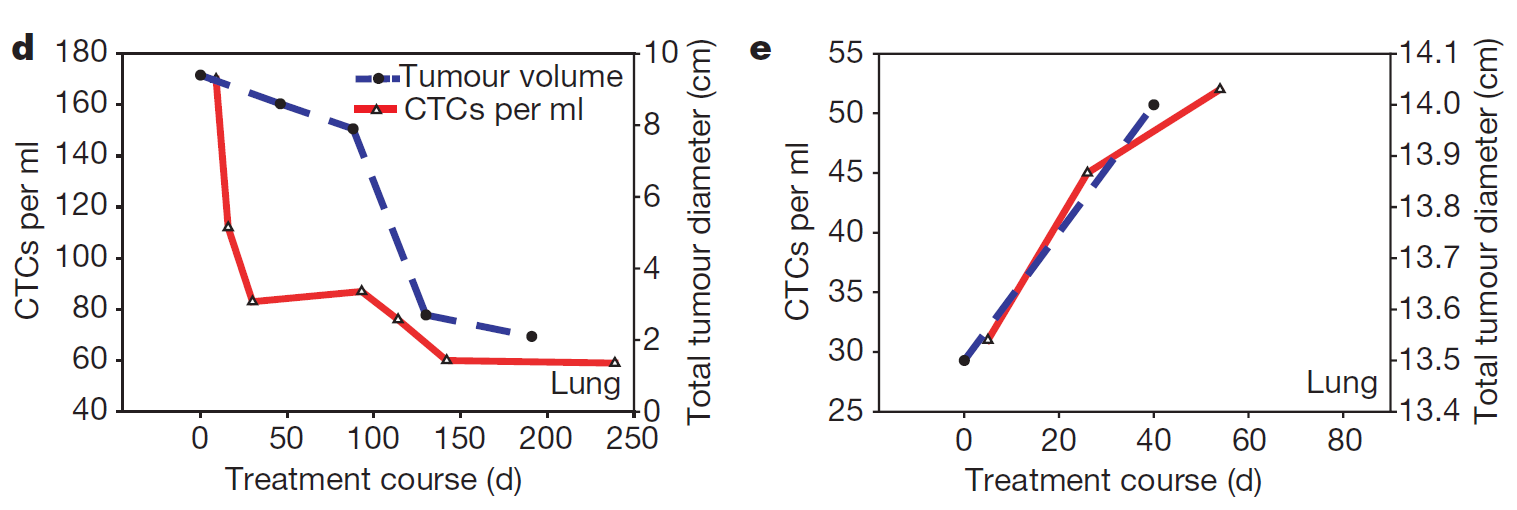 d
180
160
140
120
100
80
60
40
CTCs per ml
Tumour volume
CTCs per ml
Lung
10
8
6
4
2
0
Total tumour diameter (cm)
0 50 100 150 200 250
Treatment course (d)
e
55
50
45
40
35
30
25
CTCs per ml
Lung
14.1
14.0
13.9
13.8
13.7
13.6
13.5
13.4
Total tumour diameter (cm)
0 20 40 60 80
Treatment course (d)